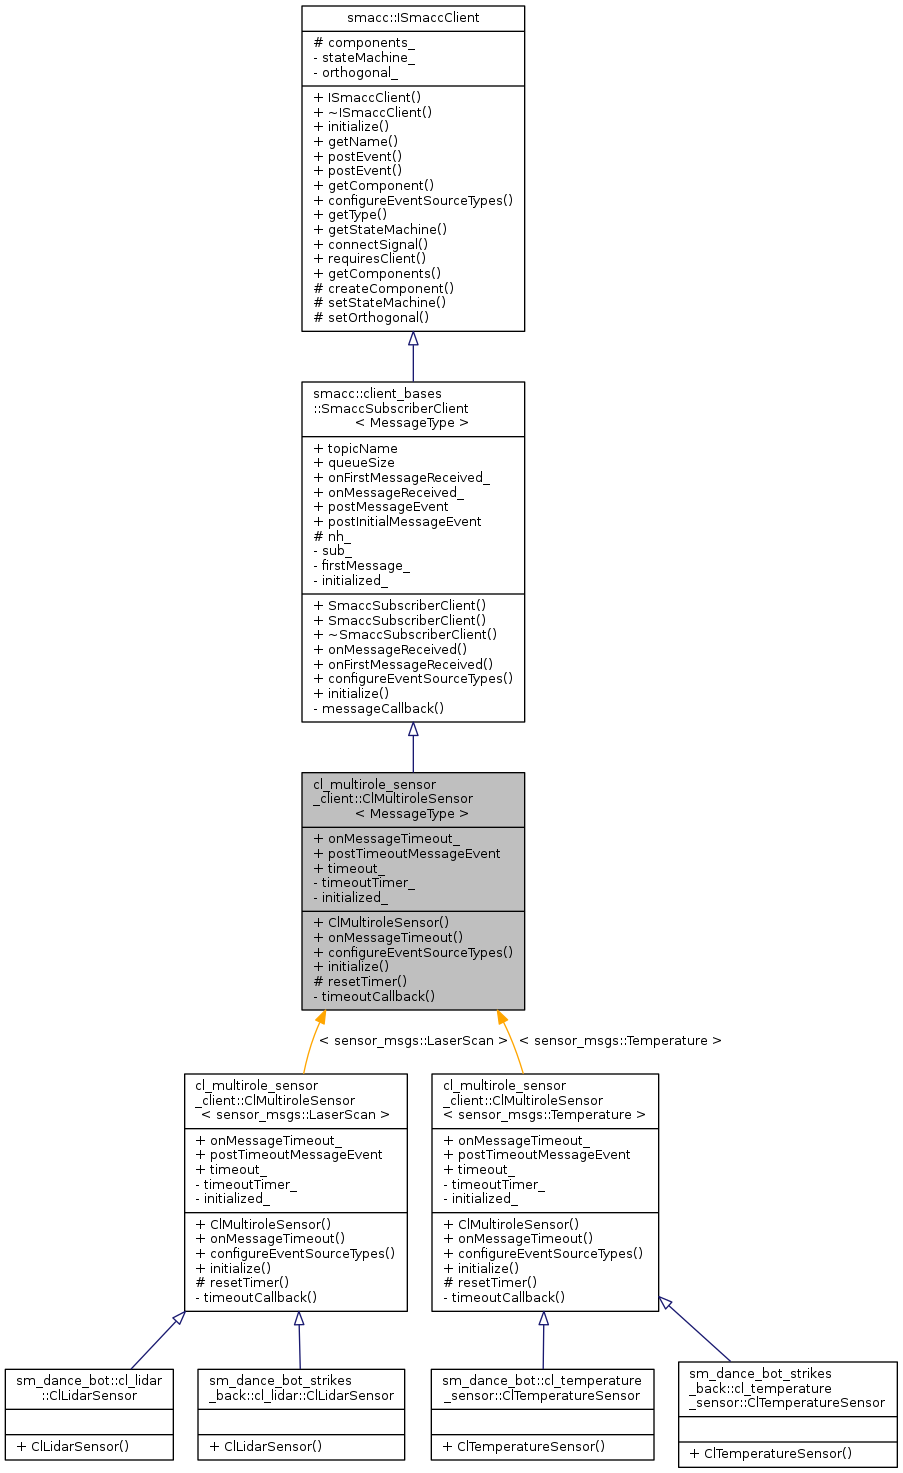 smacc::ISmaccClient
# components_
- stateMachine_
- orthogonal_
+ ISmaccClient()
+ ~ISmaccClient()
+ initialize()
+ getName()
+ postEvent()
+ postEvent()
+ getComponent()
+ configureEventSourceTypes()
+ getType()
+ getStateMachine()
+ connectSignal()
+ requiresClient()
+ getComponents()
# createComponent()
# setStateMachine()
# setOrthogonal()
smacc::client_bases
::SmaccSubscriberClient
< MessageType >
+ topicName
+ queueSize
+ onFirstMessageReceived_
+ onMessageReceived_
+ postMessageEvent
+ postInitialMessageEvent
# nh_
- sub_
- firstMessage_
- initialized_
+ SmaccSubscriberClient()
+ SmaccSubscriberClient()
+ ~SmaccSubscriberClient()
+ onMessageReceived()
+ onFirstMessageReceived()
+ configureEventSourceTypes()
+ initialize()
- messageCallback()
cl_multirole_sensor
_client::ClMultiroleSensor
< MessageType >
+ onMessageTimeout_
+ postTimeoutMessageEvent
+ timeout_
- timeoutTimer_
- initialized_
+ ClMultiroleSensor()
+ onMessageTimeout()
+ configureEventSourceTypes()
+ initialize()
# resetTimer()
- timeoutCallback()
< sensor_msgs::LaserScan >
< sensor_msgs::Temperature >
cl_multirole_sensor
_client::ClMultiroleSensor
< sensor_msgs::LaserScan >
+ onMessageTimeout_
+ postTimeoutMessageEvent
+ timeout_
- timeoutTimer_
- initialized_
+ ClMultiroleSensor()
+ onMessageTimeout()
+ configureEventSourceTypes()
+ initialize()
# resetTimer()
- timeoutCallback()
cl_multirole_sensor
_client::ClMultiroleSensor
< sensor_msgs::Temperature >
+ onMessageTimeout_
+ postTimeoutMessageEvent
+ timeout_
- timeoutTimer_
- initialized_
+ ClMultiroleSensor()
+ onMessageTimeout()
+ configureEventSourceTypes()
+ initialize()
# resetTimer()
- timeoutCallback()
sm_dance_bot::cl_lidar
::ClLidarSensor
+ ClLidarSensor()
sm_dance_bot_strikes
_back::cl_lidar::ClLidarSensor
+ ClLidarSensor()
sm_dance_bot::cl_temperature
_sensor::ClTemperatureSensor
+ ClTemperatureSensor()
sm_dance_bot_strikes
_back::cl_temperature
_sensor::ClTemperatureSensor
+ ClTemperatureSensor()